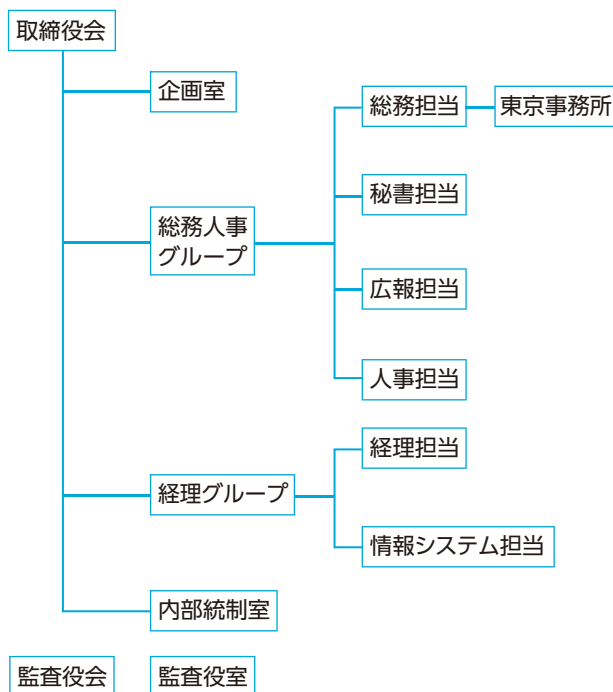 取締役会
企画室
総務担当
東京事務所
秘書担当
総務人事
グループ
広報担当
人事担当
経理担当
経理グループ
情報システム担当
内部統制室
監査役会
監査役室